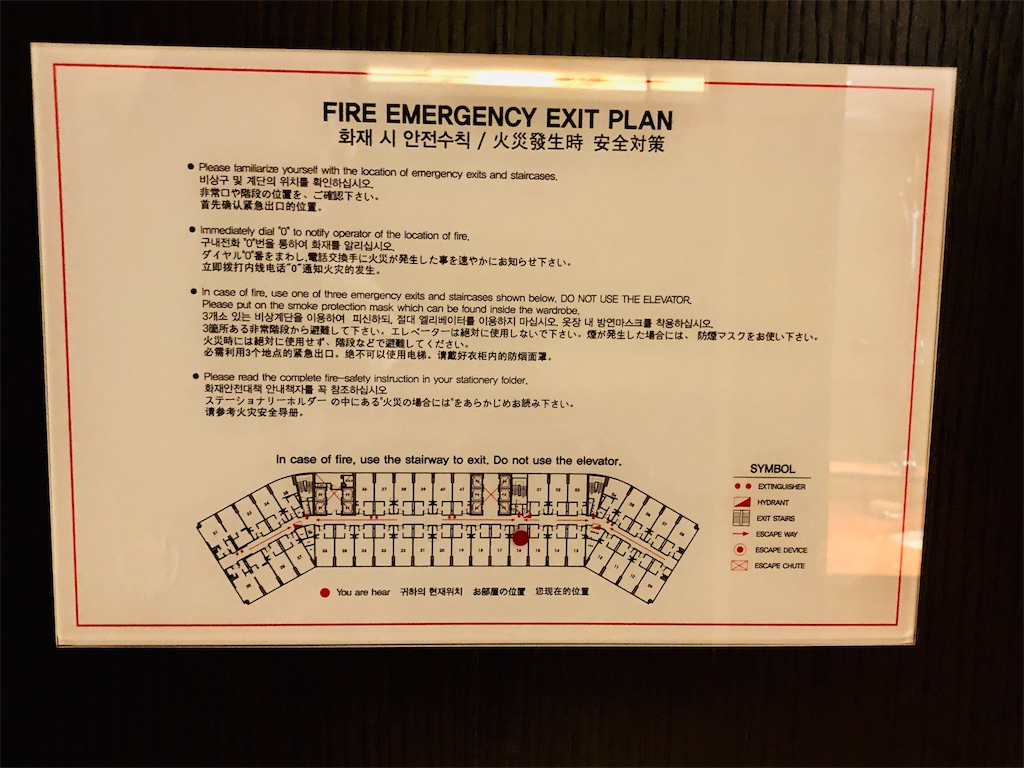 FIRE EMERGENCY EXIT PLAN
화재 시 안전수칙 / 火災發生時 安全対策
● Please familiarize yourself with the location of emergency exits and staircases.
비상구 및 계단의 위치를 확인하십시오.
非常口や階段の位置を、ご確認下さい。
首先确认紧急出口的位置。
● Immediately dial "0" to notify operator of the location of fire.
구내전화 "0"번을 통하여 화재를 알리십시오.
ダイヤル"0"番をまわし,電話交換手に火災が発生した事を速やかにお知らせ下さい。
立即拨打内线电话"0"通知火灾的发生。
● In case of fire, use one of three emergency exits and staircases shown below. DO NOT USE THE ELEVATOR.
Please put on the smoke protection mask which can be found inside the wardrobe.
3개소 있는 비상계단을 이용하여 피신하되, 절대 엘리베이터를 이용하지 마십시오. 옷장 내 방연마스크를 착용하십시오.
3箇所ある非常階段から避難して下さい。エレベーターは絶対に使用しないで下さい。煙が発生した場合には、防煙マスクをお使い下さい。
火災時には絶対に使用せず、階段などで避難してください。
必需利用3个地点的紧急出口。绝不可以使用电梯。请戴好衣柜内的防烟面罩。
● Please read the complete fire-safety instruction in your stationery folder.
화재안전대책 안내책자를 꼭 참조하십시오
ステーショナリーホルダー の中にある"火災の場合には"をあらかじめお読み下さい。
请参考火灾安全导册。
In case of fire, use the stairway to exit. Do not use the elevator.
SYMBOL
EXTINGUISHER
HYDRANT
EXIT STAIRS
ESCAPE WAY
ESCAPE DEVICE
ESCAPE CHUTE
You are hear 귀하의 현재위치 お部屋の位置 您现在的位置